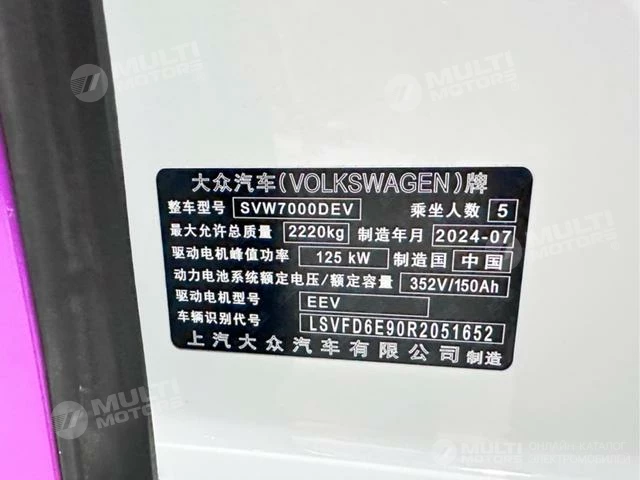 MULTI
MOTORS
MULTI
MOTORS
大众汽车(VOLKSWAGEN)牌
整车型号 SVW7000DEV 乘坐人数 5
最大允许总质量 2220kg 制造年月 2024-07
驱动电机峰值功率 125 kW 制造国 中国
动力电池系统额定电压/额定容量 352V/150Ah
驱动电机型号 EEV
车辆识别代号 LSVFD6E90R2051652
上汽大众汽车有限公司 制造
MULTI
MOTORS
MULTI
MOTORS
ОНЛАЙН-КАТАЛОГ
ЭЛЕКТРОМОБИЛЕЙ